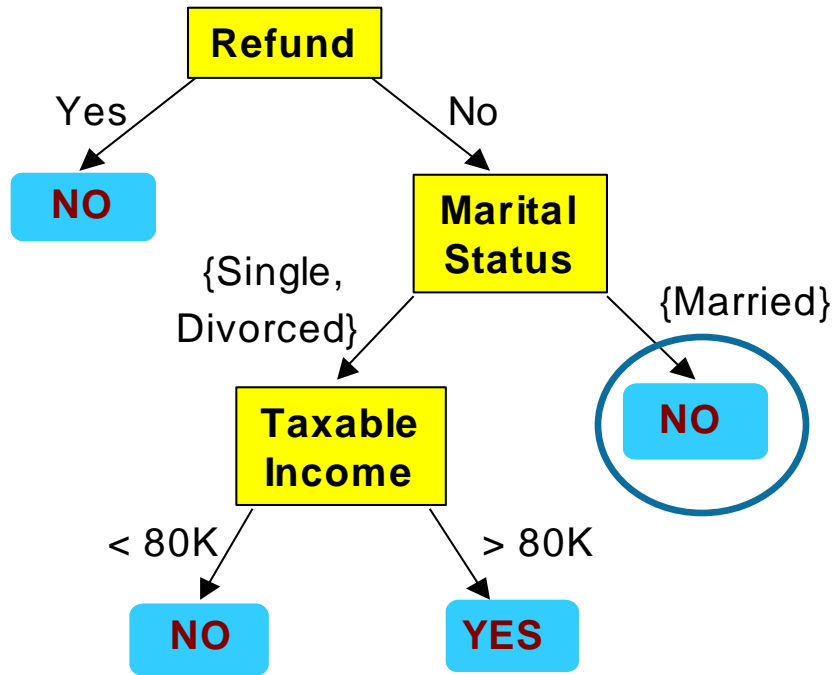 Refund
Yes
No
NO
Marital
Status
{Single,
Divorced}
{Married}
NO
Taxable
Income
< 80K
> 80K
NO
YES